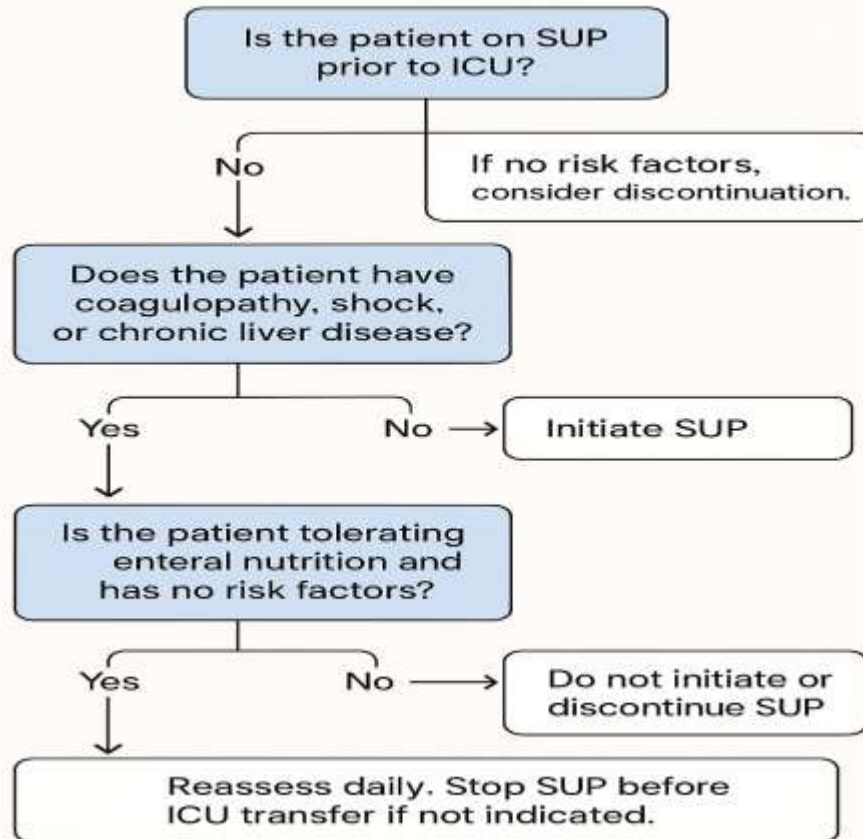 Is the patient on SUP
prior to ICU?
No
If no risk factors,
consider discontinuation.
Does the patient have
coagulopathy, shock,
or chronic liver disease?
Yes
No
Initiate SUP
Is the patient tolerating
enteral nutrition and
has no risk factors?
Yes
No
Do not initiate or
discontinue SUP
Reassess daily. Stop SUP before
ICU transfer if not indicated.